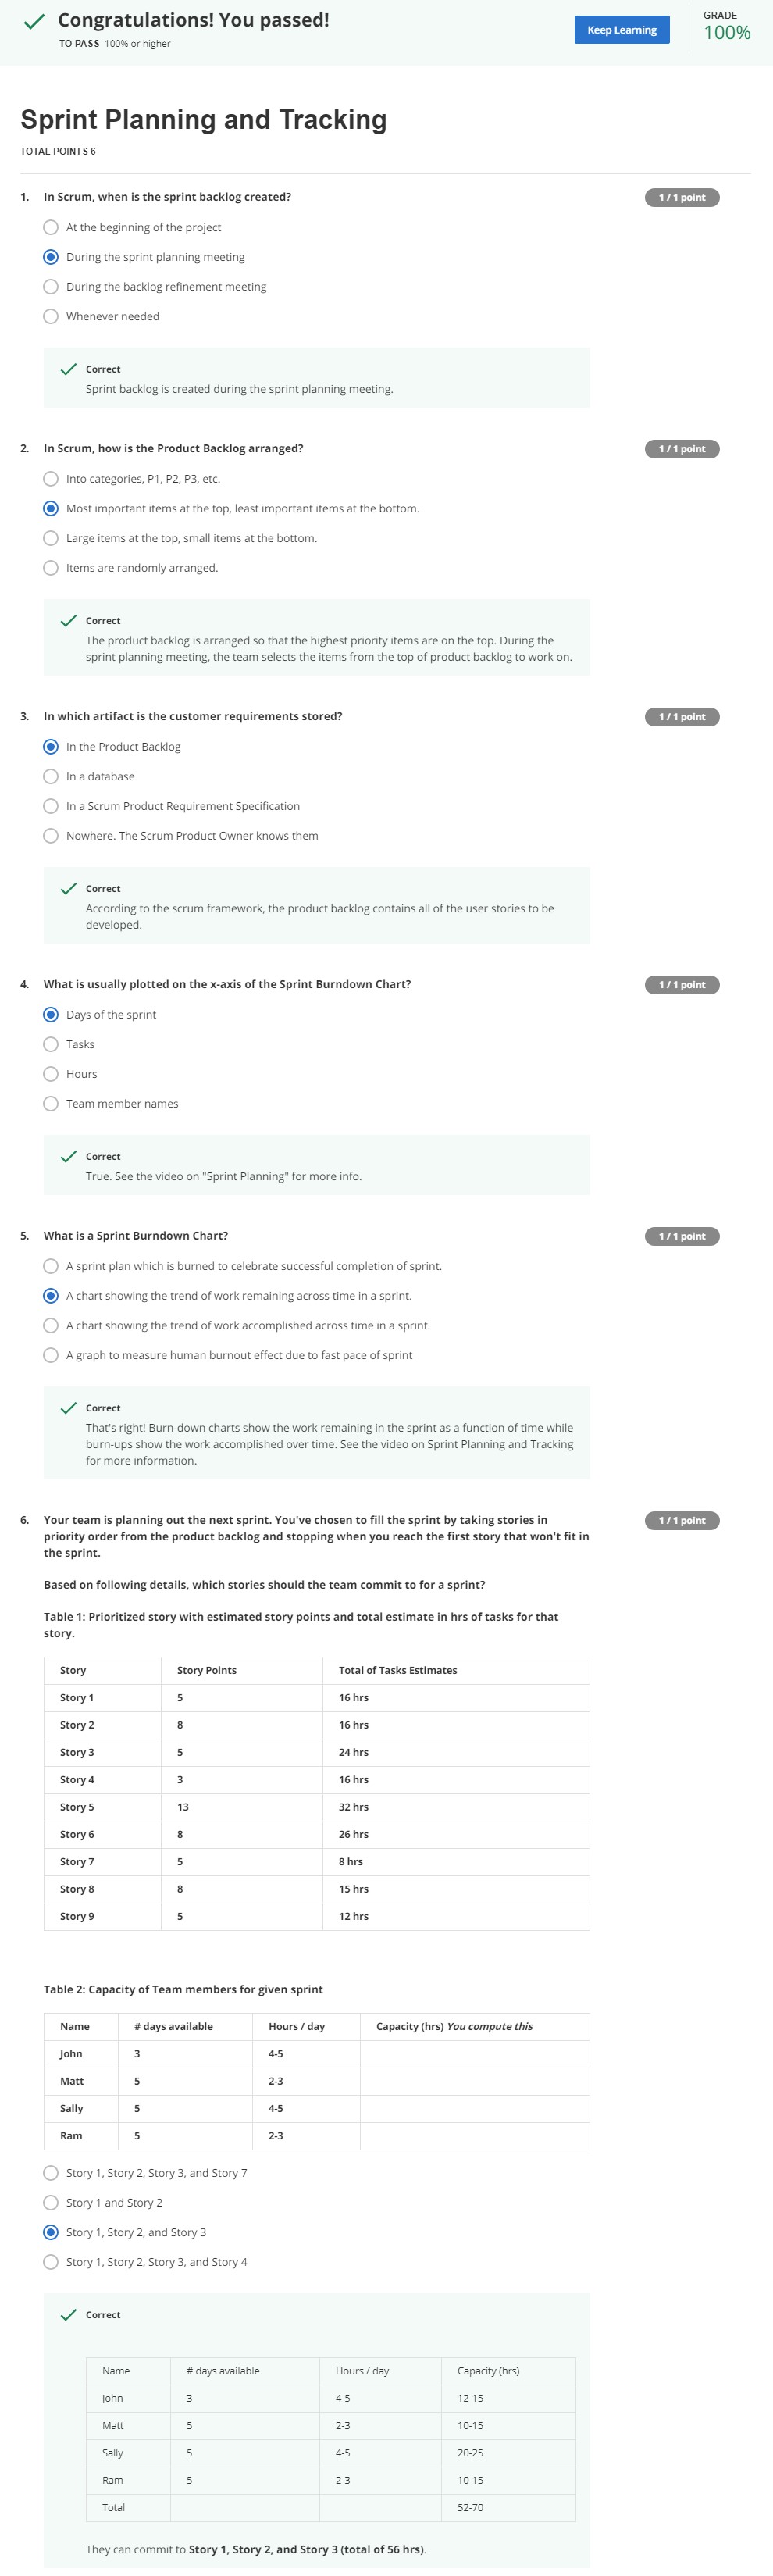 Congratulations! You passed!
TO PASS 100% or higher
Keep Learning
GRADE
100%
Sprint Planning and Tracking
TOTAL POINTS 6
1. In Scrum, when is the sprint backlog created?
1 / 1 point
At the beginning of the project
During the sprint planning meeting
During the backlog refinement meeting
Whenever needed
Correct
Sprint backlog is created during the sprint planning meeting.
2. In Scrum, how is the Product Backlog arranged?
1 / 1 point
Into categories, P1, P2, P3, etc.
Most important items at the top, least important items at the bottom.
Large items at the top, small items at the bottom.
Items are randomly arranged.
Correct
The product backlog is arranged so that the highest priority items are on the top. During the
sprint planning meeting, the team selects the items from the top of product backlog to work on.
3. In which artifact is the customer requirements stored?
1 / 1 point
In the Product Backlog
In a database
In a Scrum Product Requirement Specification
Nowhere. The Scrum Product Owner knows them
Correct
According to the scrum framework, the product backlog contains all of the user stories to be
developed.
4. What is usually plotted on the x-axis of the Sprint Burndown Chart?
1 / 1 point
Days of the sprint
Tasks
Hours
Team member names
Correct
True. See the video on "Sprint Planning" for more info.
5. What is a Sprint Burndown Chart?
1 / 1 point
A sprint plan which is burned to celebrate successful completion of sprint.
A chart showing the trend of work remaining across time in a sprint.
A chart showing the trend of work accomplished across time in a sprint.
A graph to measure human burnout effect due to fast pace of sprint
Correct
That's right! Burn-down charts show the work remaining in the sprint as a function of time while
burn-ups show the work accomplished over time. See the video on Sprint Planning and Tracking
for more information.
6. Your team is planning out the next sprint. You've chosen to fill the sprint by taking stories in
1 / 1 point
priority order from the product backlog and stopping when you reach the first story that won't fit in
the sprint.
Based on following details, which stories should the team commit to for a sprint?
Table 1: Prioritized story with estimated story points and total estimate in hrs of tasks for that
story.
Story Story Points Total of Tasks Estimates
Story 1 5 16 hrs
Story 2 8 16 hrs
Story 3 5 24 hrs
Story 4 3 16 hrs
Story 5 13 32 hrs
Story 6 8 26 hrs
Story 7 5 8 hrs
Story 8 8 15 hrs
Story 9 5 12 hrs
Table 2: Capacity of Team members for given sprint
Name # days available Hours / day Capacity (hrs) You compute this
John 3 4-5
Matt 5 2-3
Sally 5 4-5
Ram 5 2-3
Story 1, Story 2, Story 3, and Story 7
Story 1 and Story 2
Story 1, Story 2, and Story 3
Story 1, Story 2, Story 3, and Story 4
Correct
Name # days available Hours / day Capacity (hrs)
John 3 4-5 12-15
Matt 5 2-3 10-15
Sally 5 4-5 20-25
Ram 5 2-3 10-15
Total 52-70
They can commit to Story 1, Story 2, and Story 3 (total of 56 hrs).